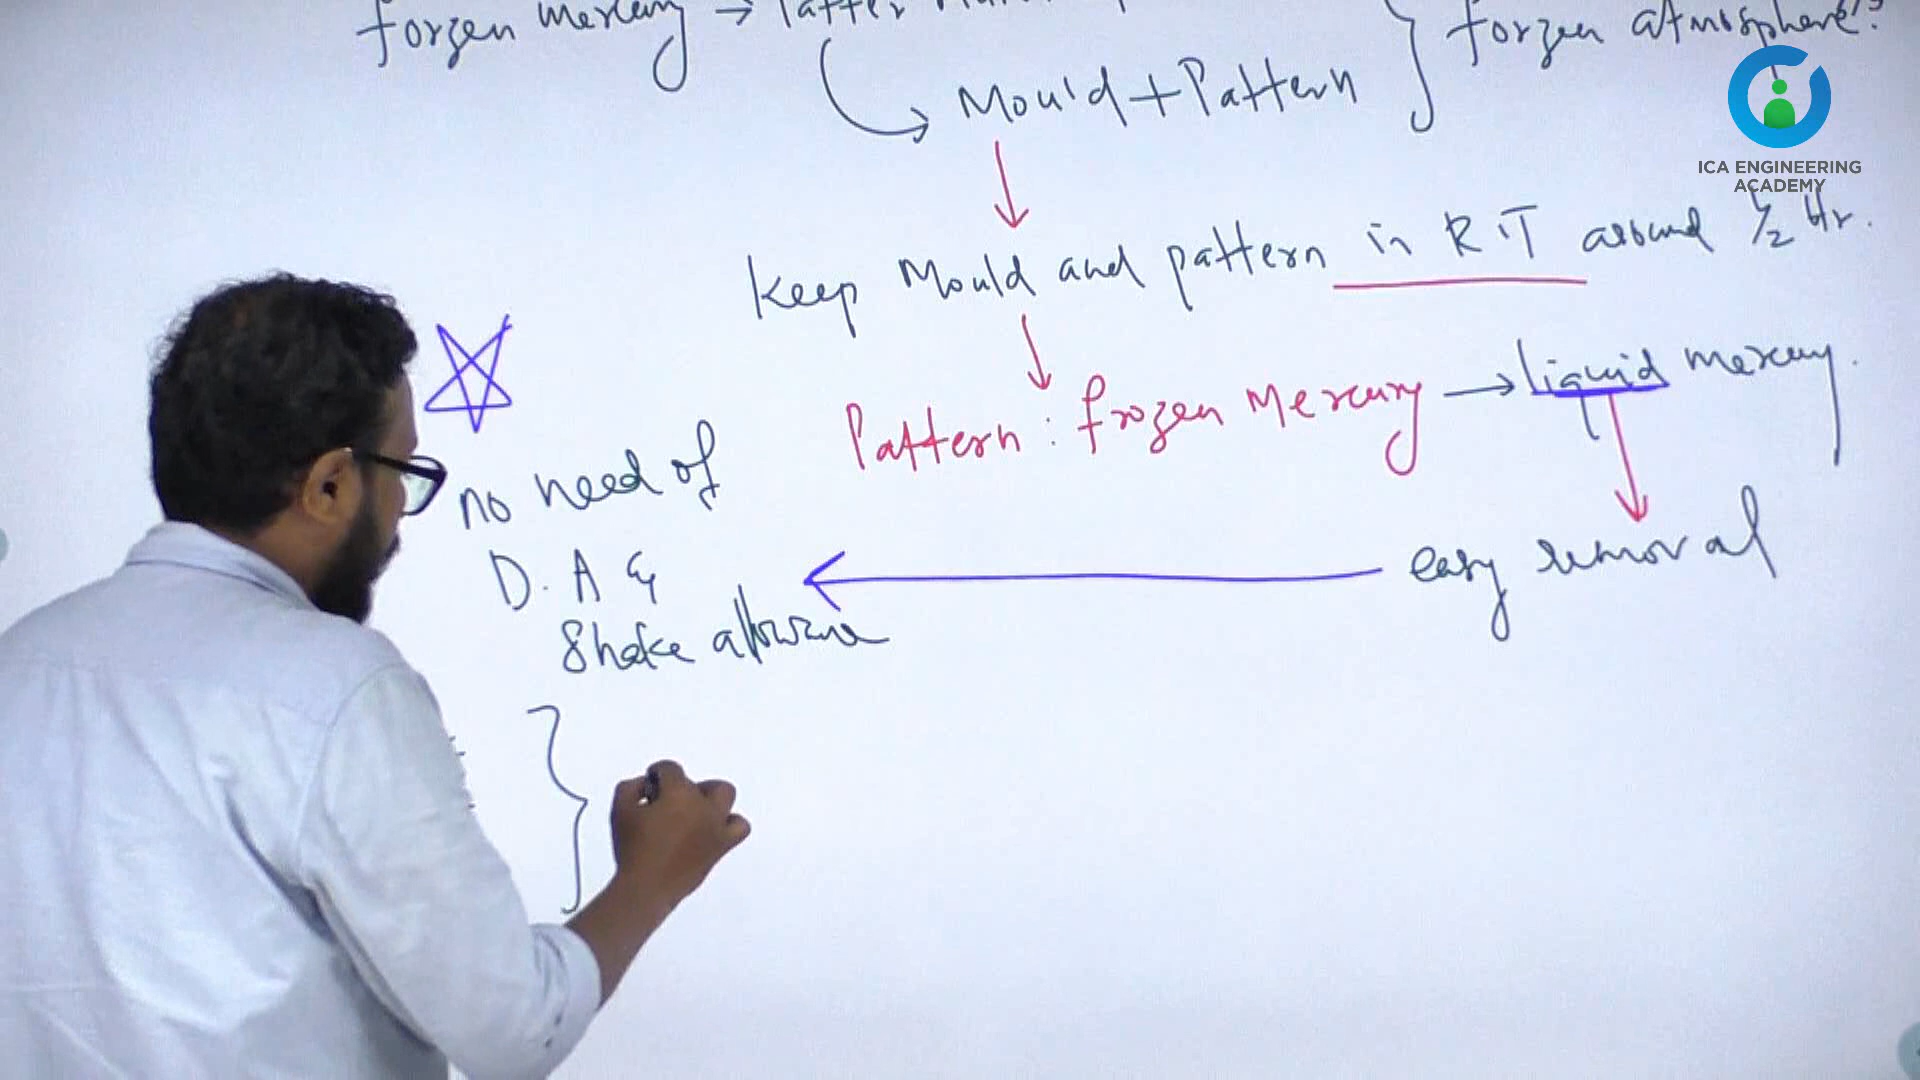 forzen mercury →
forzen atmosphere
Mould + Pattern
ICA ENGINEERING
ACADEMY
Keep Mould and pattern in R.T around 1/2 Hr.
Pattern : frozen Mercury → liquid mercury.
no need of
D. A &
Shake allowance
easy removal